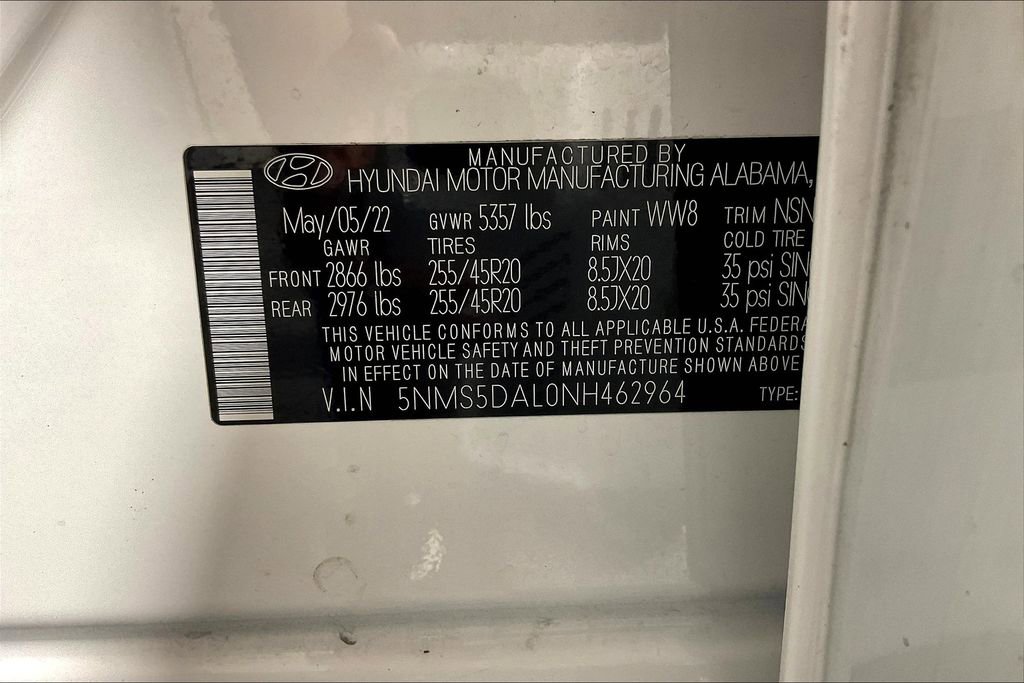 MANUFACTURED BY
HYUNDAI MOTOR MANUFACTURING ALABAMA,
May/05/22 GVWR 5357 lbs PAINT WW8 TRIM NSN
GAWR TIRES RIMS COLD TIRE
FRONT 2866 lbs 255/45R20 8.5JX20 35 psi SIN
REAR 2976 lbs 255/45R20 8.5JX20 35 psi SIN
THIS VEHICLE CONFORMS TO ALL APPLICABLE U.S.A. FEDERA
MOTOR VEHICLE SAFETY AND THEFT PREVENTION STANDARDS
IN EFFECT ON THE DATE OF MANUFACTURE SHOWN ABOVE
V.I.N 5NMS5DAL0NH462964 TYPE: